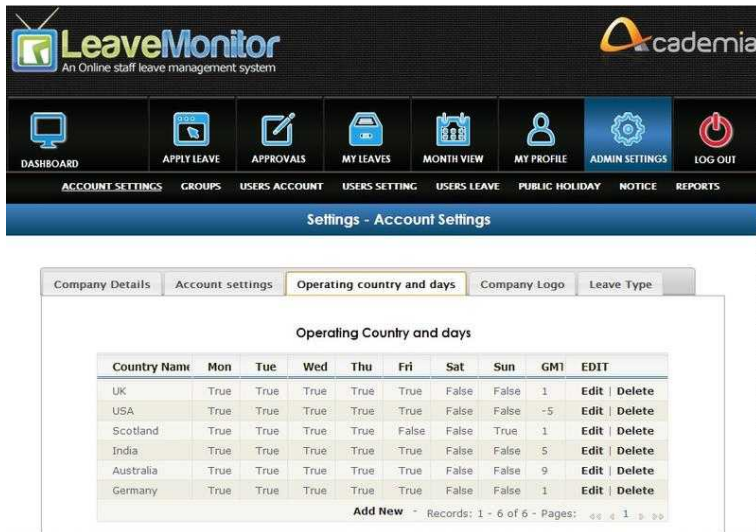 LeaveMonitor
An Online staff leave management system
Academia
DASHBOARD APPLY LEAVE APPROVALS MY LEAVES MONTH VIEW MY PROFILE ADMIN SETTINGS LOG OUT
ACCOUNT SETTINGS GROUPS USERS ACCOUNT USERS SETTING USERS LEAVE PUBLIC HOLIDAY NOTICE REPORTS
Settings - Account Settings
Company Details Account settings Operating country and days Company Logo Leave Type
Operating Country and days
Country Name Mon Tue Wed Thu Fri Sat Sun GMT EDIT
UK True True True True True False False 1 Edit | Delete
USA True True True True True False False -5 Edit | Delete
Scotland True True True True False False True 1 Edit | Delete
India True True True True True False False 5 Edit | Delete
Australia True True True True True False False 9 Edit | Delete
Germany True True True True True False False 1 Edit | Delete
Add New - Records: 1 - 6 of 6 - Pages: 1